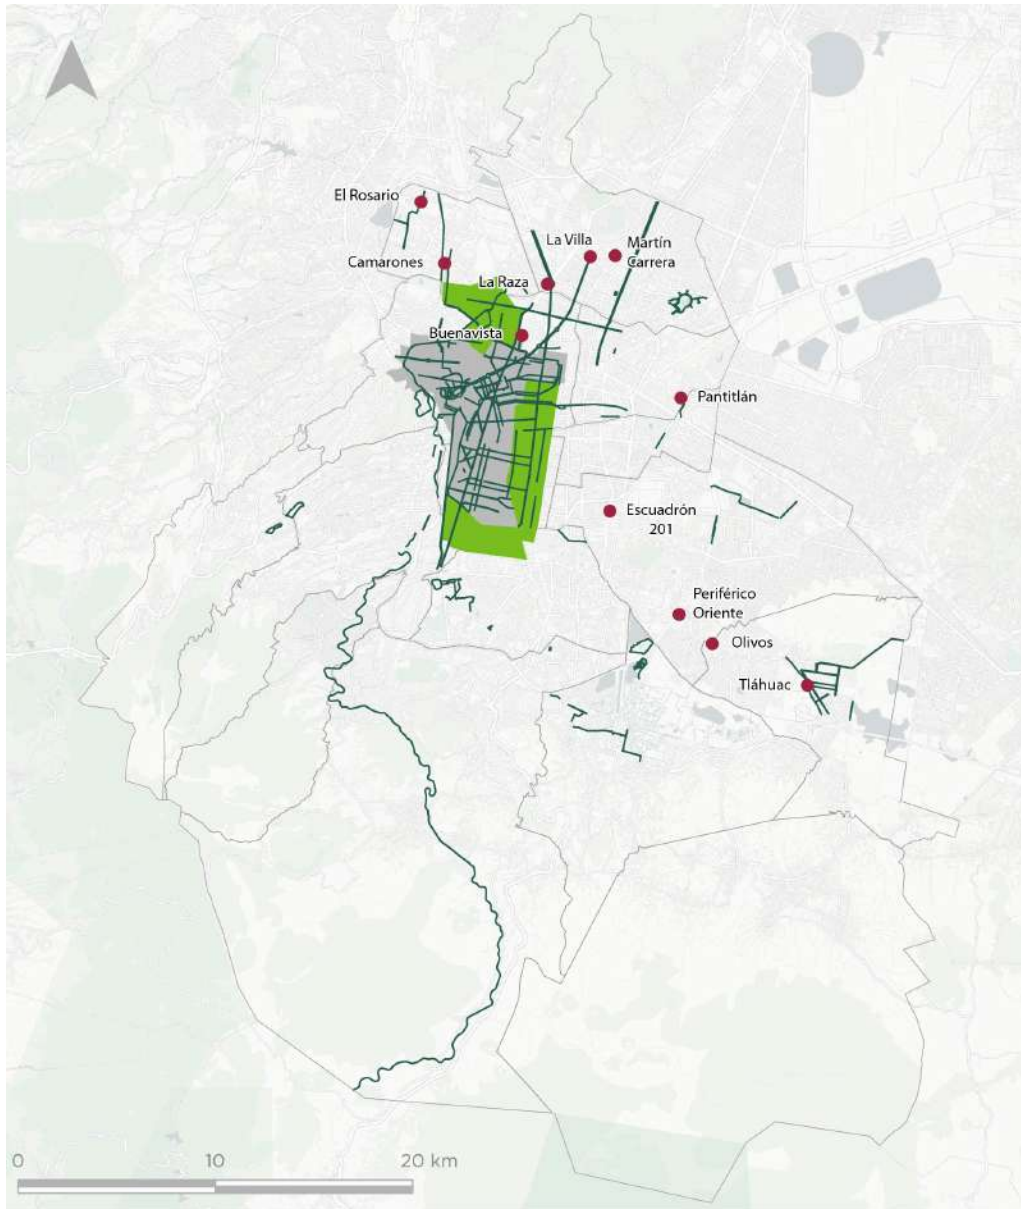 El Rosario
La Villa
Martín
Carrera
Camarones
La Raza
Buenavista
Pantitlán
Escuadrón
201
Periférico
Oriente
Olivos
Tláhuac
0 10 20 km